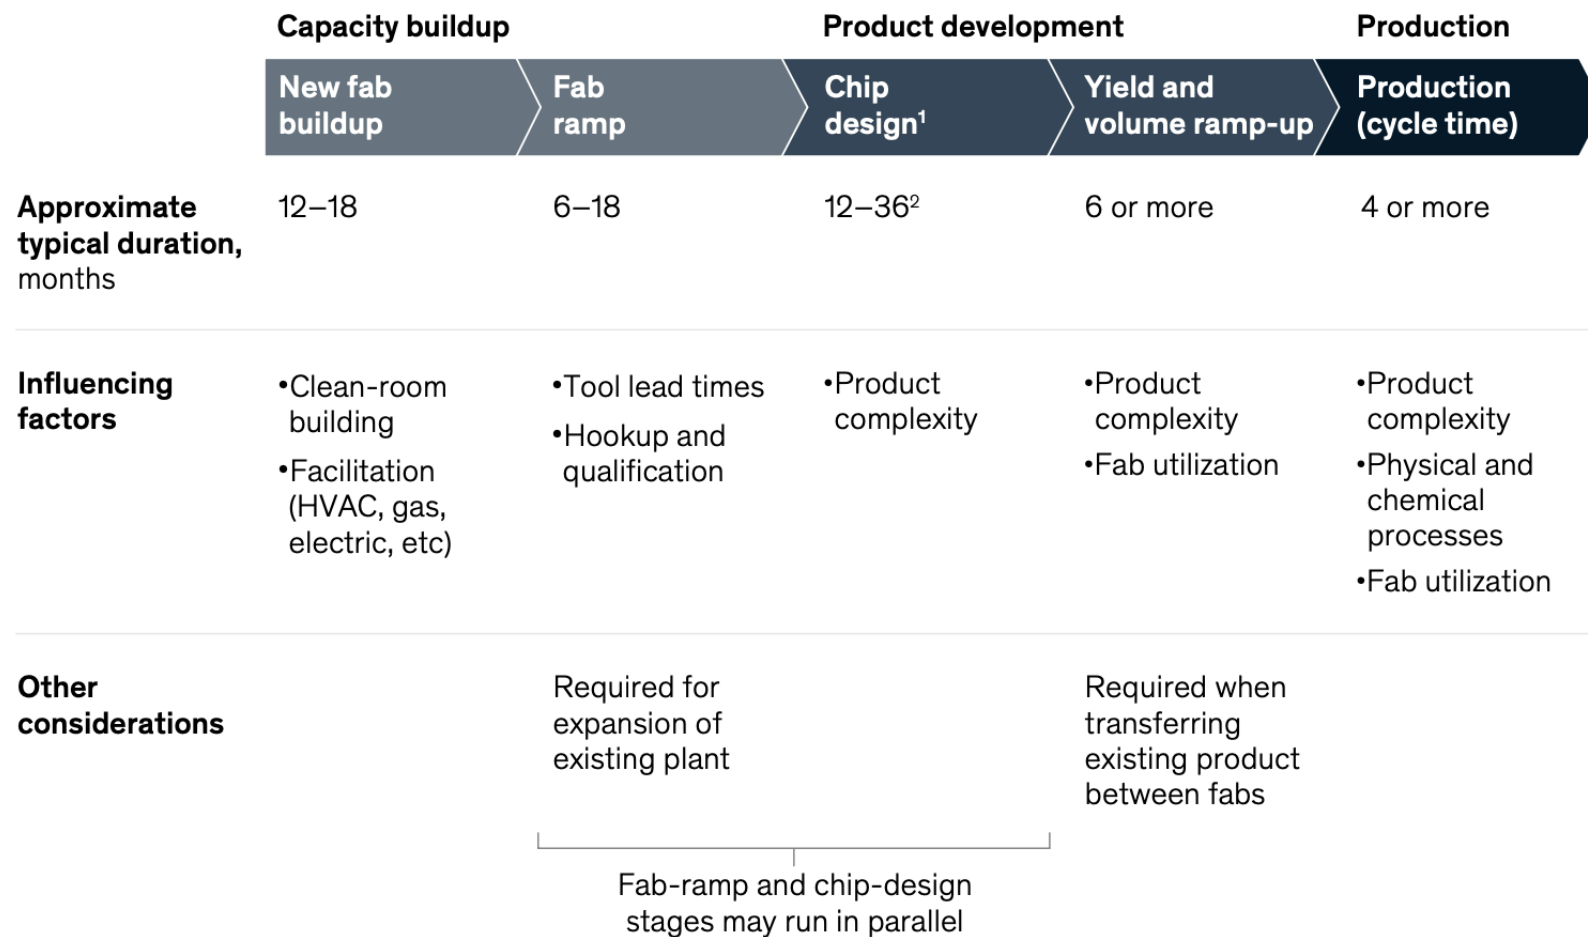 Capacity buildup
Product development
Production
New fab
buildup
Fab
ramp
Chip
design¹
Yield and
volume ramp-up
Production
(cycle time)
Approximate
typical duration,
months
12–18
6–18
12–36²
6 or more
4 or more
Influencing
factors
•Clean-room
building
•Facilitation
(HVAC, gas,
electric, etc)
•Tool lead times
•Hookup and
qualification
•Product
complexity
•Product
complexity
•Fab utilization
•Product
complexity
•Physical and
chemical
processes
•Fab utilization
Other
considerations
Required for
expansion of
existing plant
Required when
transferring
existing product
between fabs
Fab-ramp and chip-design
stages may run in parallel